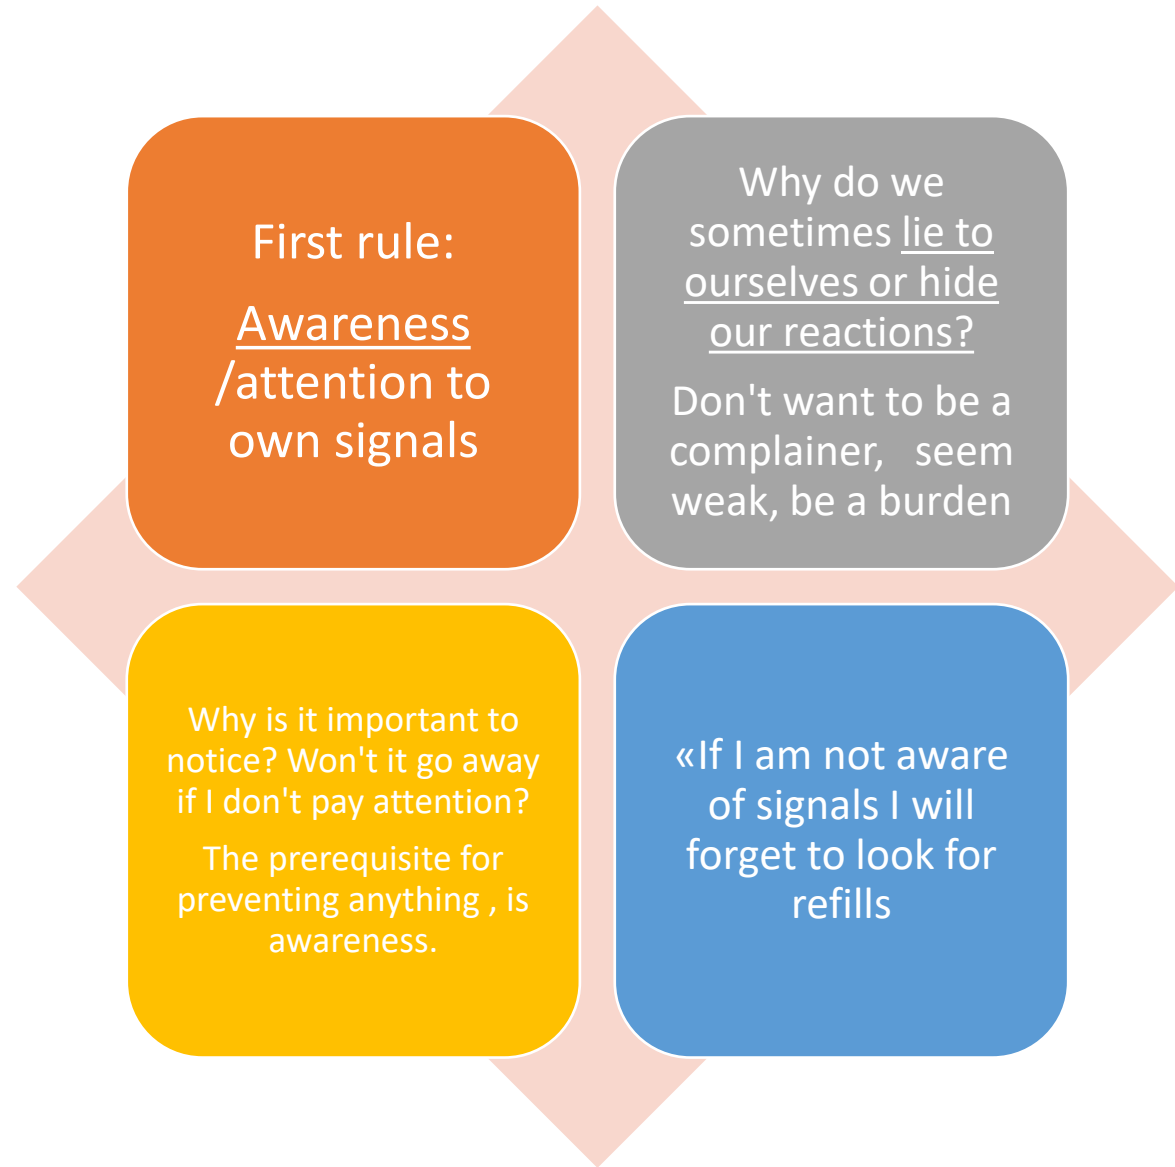 First rule:
Awareness
/attention to
own signals
Why do we
sometimes lie to
ourselves or hide
our reactions?
Don't want to be a
complainer, seem
weak, be a burden
Why is it important to
notice? Won't it go away
if I don't pay attention?
The prerequisite for
preventing anything , is
awareness.
«If I am not aware
of signals I will
forget to look for
refills